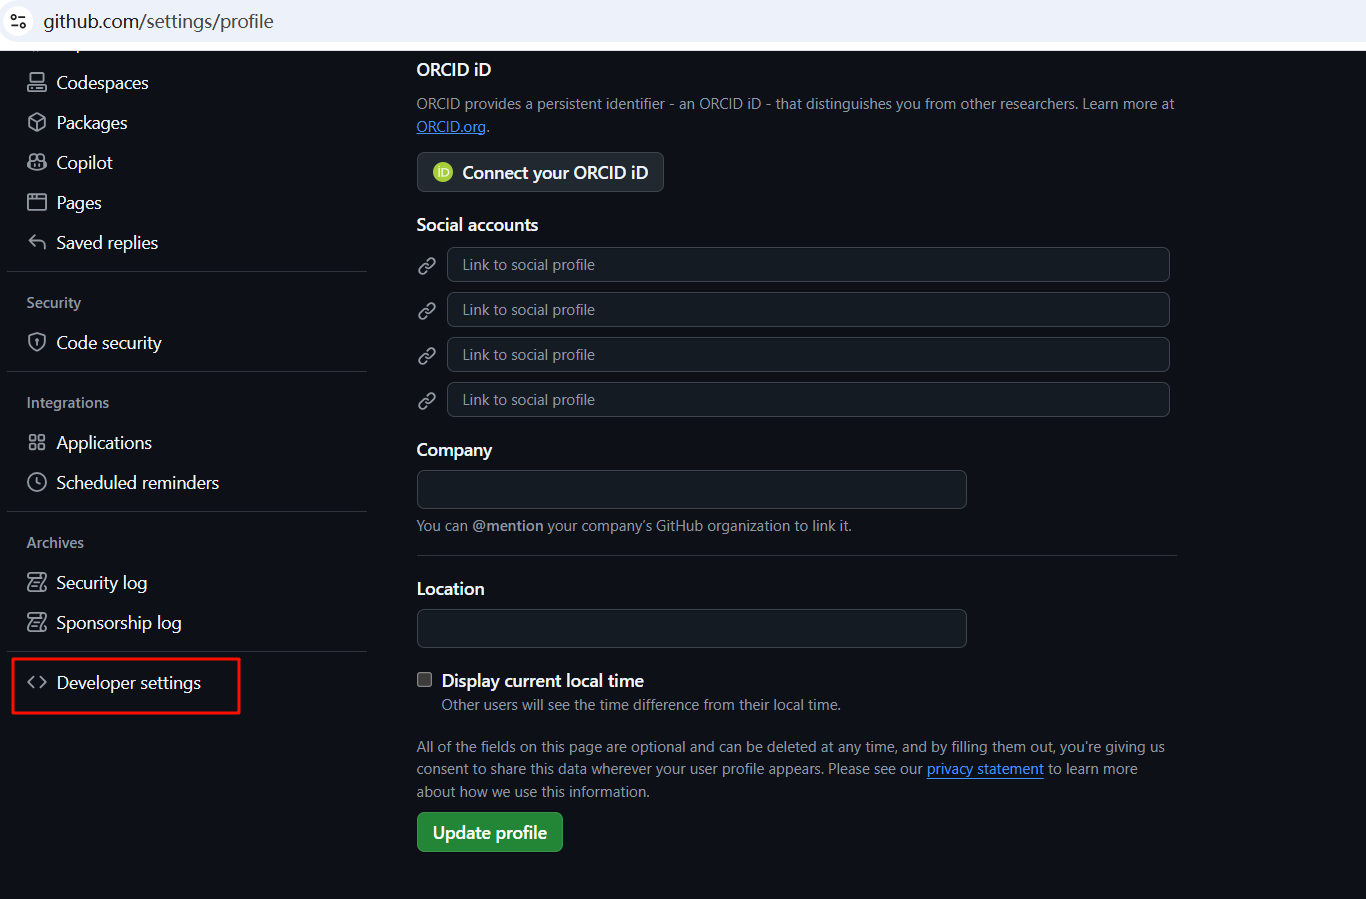 github.com/settings/profile
Codespaces
Packages
Copilot
Pages
Saved replies
Security
Code security
Integrations
Applications
Scheduled reminders
Archives
Security log
Sponsorship log
Developer settings
ORCID iD
ORCID provides a persistent identifier - an ORCID iD - that distinguishes you from other researchers. Learn more at
ORCID.org.
iD Connect your ORCID iD
Social accounts
Link to social profile
Link to social profile
Link to social profile
Link to social profile
Company
You can @mention your company's GitHub organization to link it.
Location
Display current local time
Other users will see the time difference from their local time.
All of the fields on this page are optional and can be deleted at any time, and by filling them out, you're giving us
consent to share this data wherever your user profile appears. Please see our privacy statement to learn more
about how we use this information.
Update profile